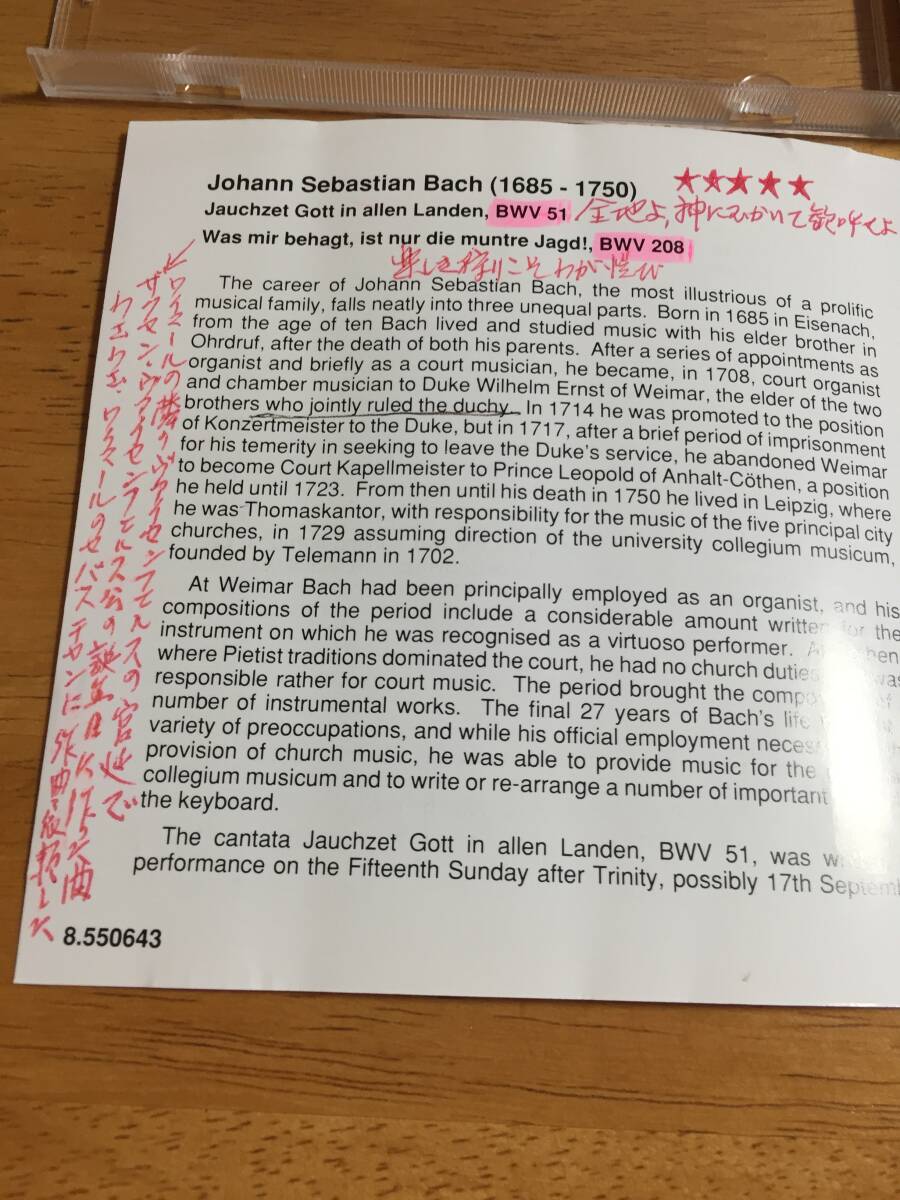 Johann Sebastian Bach (1685 - 1750) ★★★★★
Jauchzet Gott in allen Landen, BWV 51 全地よ,神にむかいて歓呼せよ
Was mir behagt, ist nur die muntre Jagd!, BWV 208
楽しき狩りこそわが悦び
The career of Johann Sebastian Bach, the most illustrious of a prolific
musical family, falls neatly into three unequal parts. Born in 1685 in Eisenach,
from the age of ten Bach lived and studied music with his elder brother in
Ohrdruf, after the death of both his parents. After a series of appointments as
organist and briefly as a court musician, he became, in 1708, court organist
and chamber musician to Duke Wilhelm Ernst of Weimar, the elder of the two
brothers who jointly ruled the duchy. In 1714 he was promoted to the position
of Konzertmeister to the Duke, but in 1717, after a brief period of imprisonment
for his temerity in seeking to leave the Duke's service, he abandoned Weimar
to become Court Kapellmeister to Prince Leopold of Anhalt-Cöthen, a position
he held until 1723. From then until his death in 1750 he lived in Leipzig, where
he was Thomaskantor, with responsibility for the music of the five principal city
churches, in 1729 assuming direction of the university collegium musicum,
founded by Telemann in 1702.
At Weimar Bach had been principally employed as an organist, and his
compositions of the period include a considerable amount written for the
instrument on which he was recognised as a virtuoso performer. At
where Pietist traditions dominated the court, he had no church duties
responsible rather for court music. The period brought the
number of instrumental works. The final 27 years of Bach's life
variety of preoccupations, and while his official employment
provision of church music, he was able to provide music for the
collegium musicum and to write or re-arrange a number of important
the keyboard.
The cantata Jauchzet Gott in allen Landen, BWV 51, was
performance on the Fifteenth Sunday after Trinity, possibly 17th
8.550643
ワイマールの隣りヴァイセンフェルスの宮廷で
ザクセン・ヴァイセンフェルス公の誕生日に作る曲
わざわざ、ワイマールのセバスチャンに作曲を依頼した